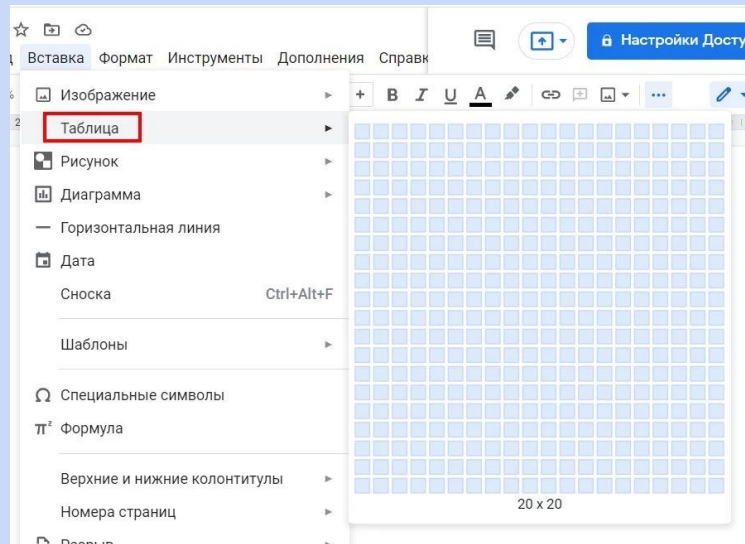 Вставка Формат Инструменты Дополнения Справк
Настройки Досту
Изображение
B I U A
Таблица
Рисунок
Диаграмма
Горизонтальная линия
Дата
Сноска Ctrl+Alt+F
Шаблоны
Ω Специальные символы
π² Формула
20 x 20
Верхние и нижние колонтитулы
Номера страниц